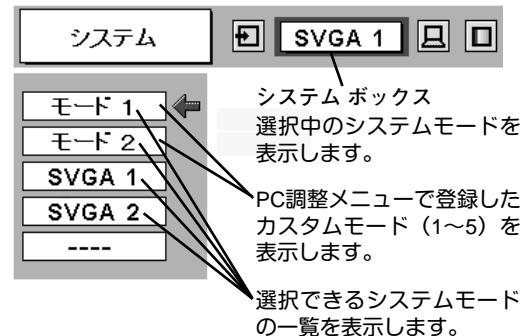 システム
SVGA 1
モード 1
モード 2
SVGA 1
SVGA 2
----
システム ボックス
選択中のシステムモードを
表示します。
PC調整メニューで登録した
カスタムモード（1～5）を
表示します。
選択できるシステムモード
の一覧を表示します。